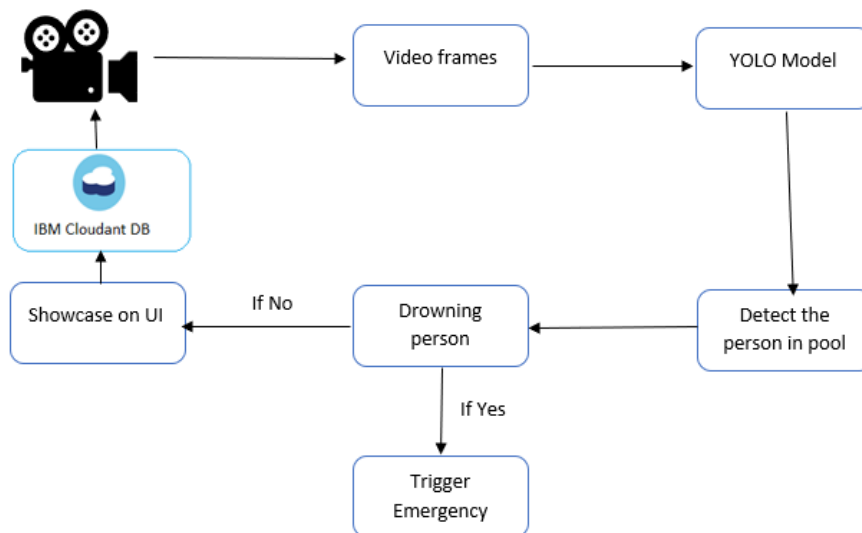 Video frames
YOLO Model
IBM Cloudant DB
Showcase on UI
If No
Drowning
person
Detect the
person in pool
If Yes
Trigger
Emergency